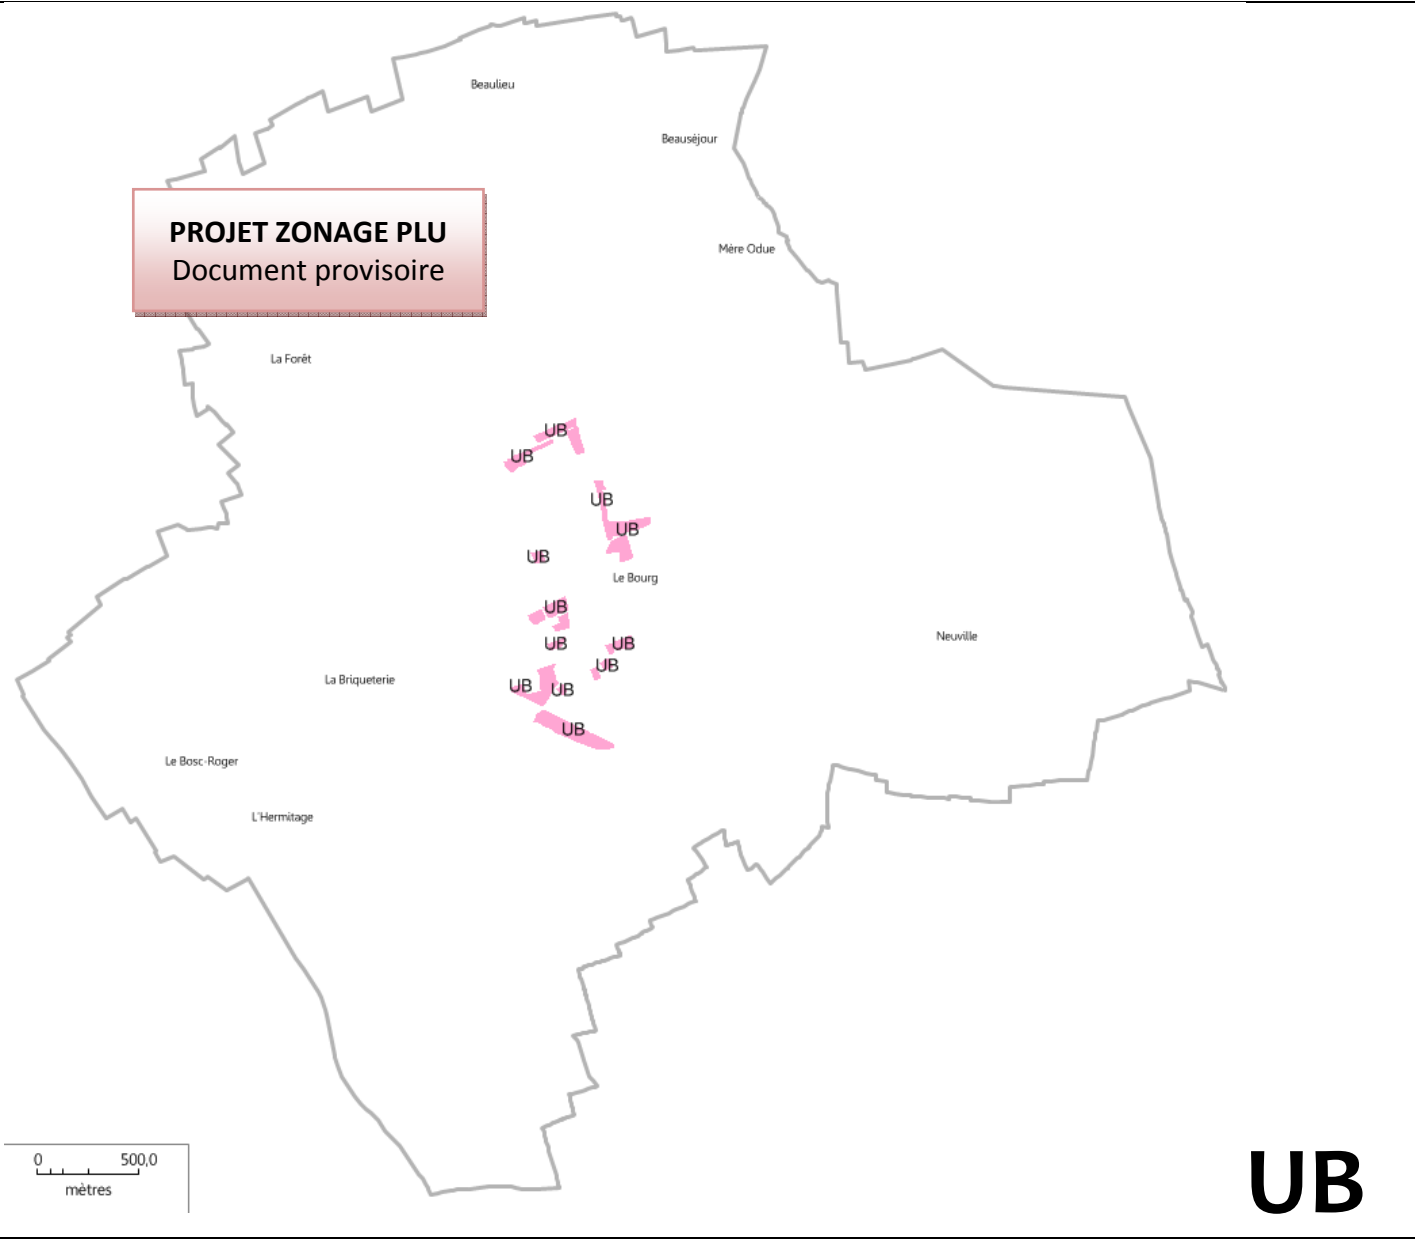 Beaulieu
Beauséjour
PROJET ZONAGE PLU
Document provisoire
Mère Odue
La Forêt
UB
UB
UB
UB
UB
Le Bourg
UB
UB
UB
UB
Neuville
La Briqueterie
UB
UB
UB
Le Bosc-Roger
L'Hermitage
0 500,0
mètres
UB